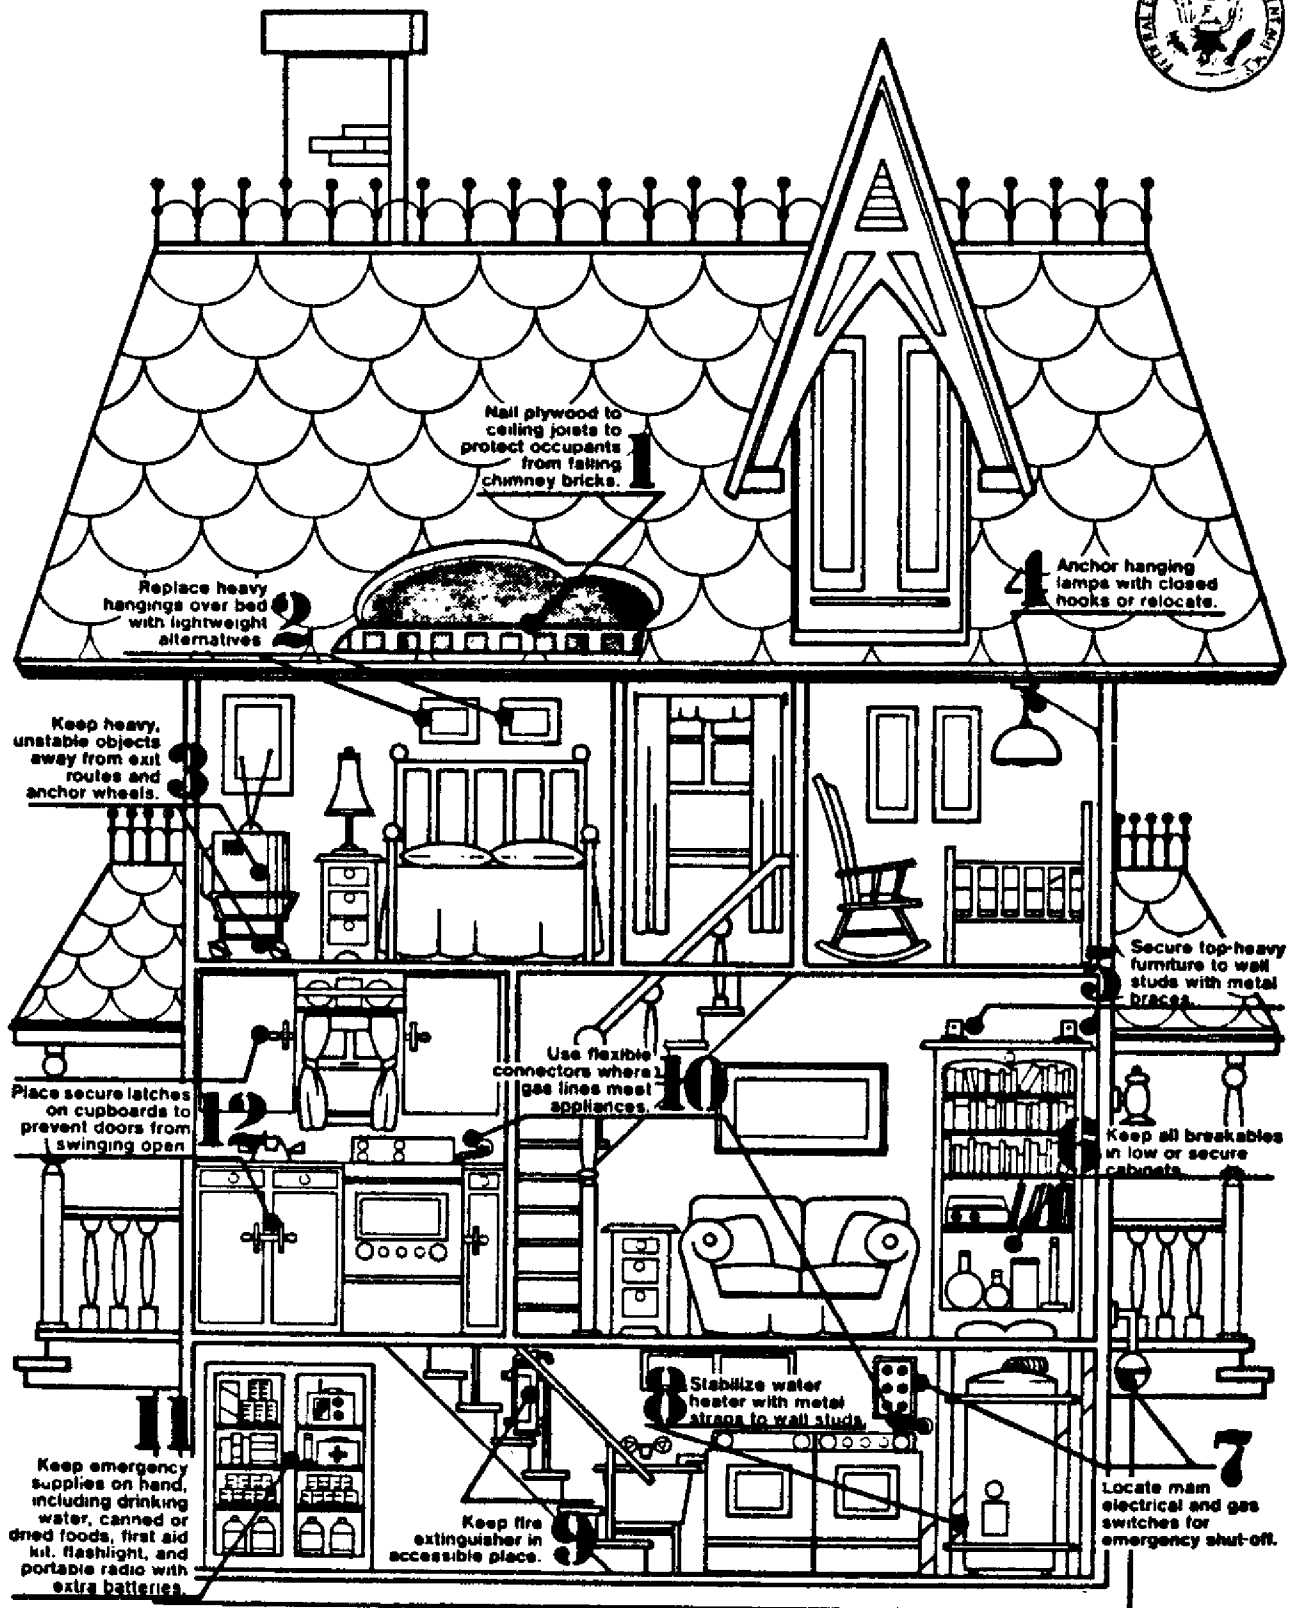 FEDERAL
Nail plywood to
ceiling joists to
protect occupants
from falling
chimney bricks.
1
Replace heavy
hangings over bed
with lightweight
alternatives
2
4
Anchor hanging
lamps with closed
hooks or relocate.
Keep heavy,
unstable objects
away from exit
routes and
anchor wheels.
3
Secure top-heavy
furniture to wall
studs with metal
braces.
5
Use flexible
connectors where
gas lines meet
appliances.
10
Place secure latches
on cupboards to
prevent doors from
swinging open
12
6
Keep all breakables
in low or secure
cabinets.
8
Stabilize water
heater with metal
straps to wall studs.
11
Keep emergency
supplies on hand,
including drinking
water, canned or
dried foods, first aid
kit, flashlight, and
portable radio with
extra batteries.
Keep fire
extinguisher in
accessible place.
9
7
Locate main
electrical and gas
switches for
emergency shut-off.